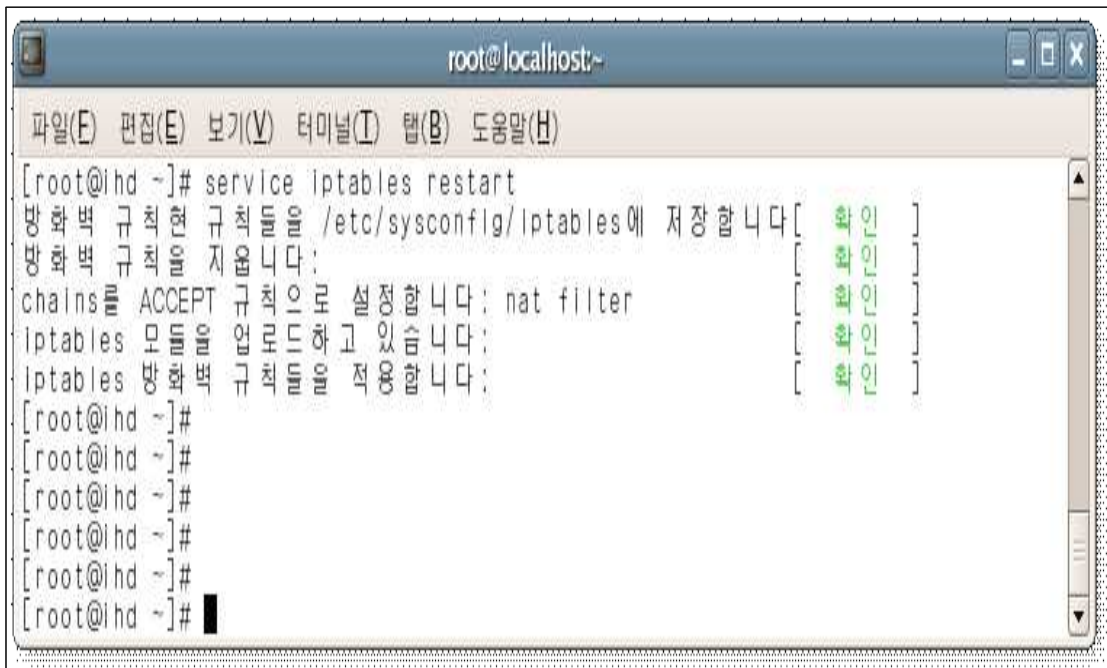 root@localhost:~
파일(F) 편집(E) 보기(V) 터미널(T) 탭(B) 도움말(H)
[root@ihd ~]# service iptables restart
방화벽 규칙현 규칙들을 /etc/sysconfig/iptables에 저장합니다[ 확인 ]
방화벽 규칙을 지웁니다: [ 확인 ]
chains를 ACCEPT 규칙으로 설정합니다: nat filter [ 확인 ]
iptables 모듈을 업로드하고 있습니다: [ 확인 ]
iptables 방화벽 규칙들을 적용합니다: [ 확인 ]
[root@ihd ~]#
[root@ihd ~]#
[root@ihd ~]#
[root@ihd ~]#
[root@ihd ~]#
[root@ihd ~]#